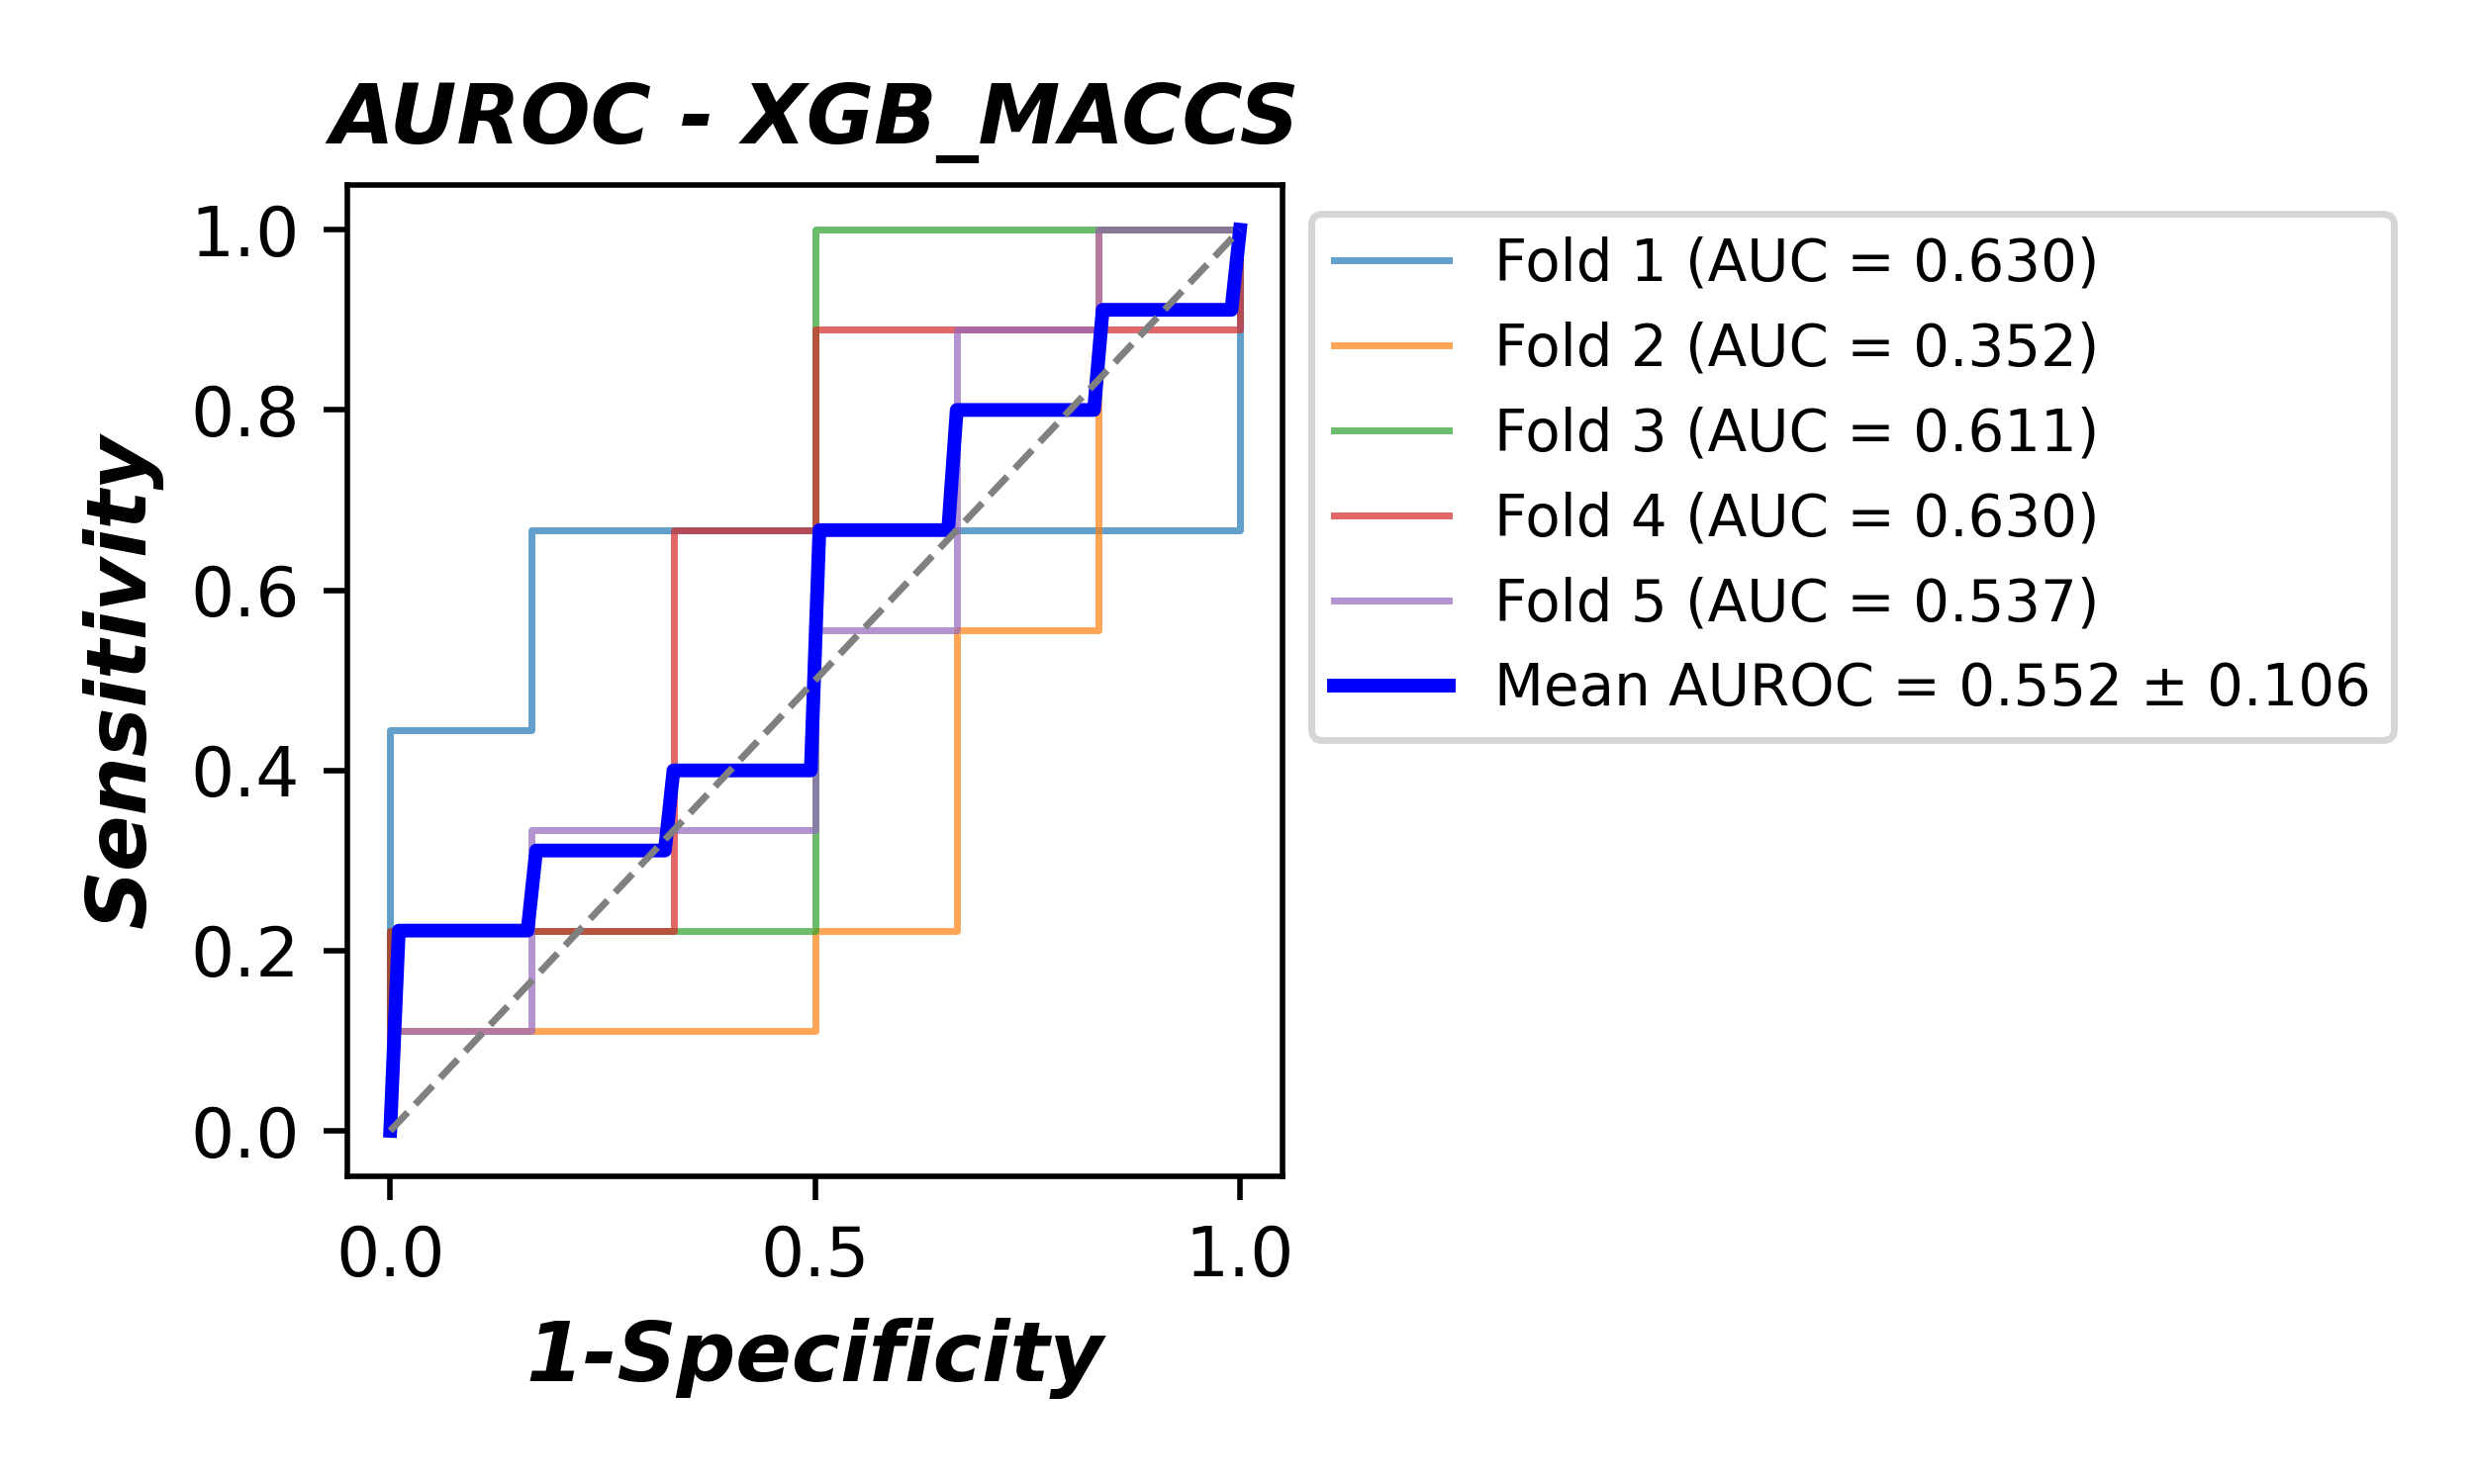 AUROC - XGB_MACCS
Sensitivity
1.0
0.8
0.6
0.4
0.2
0.0
0.0 0.5 1.0
1-Specificity
Fold 1 (AUC = 0.630)
Fold 2 (AUC = 0.352)
Fold 3 (AUC = 0.611)
Fold 4 (AUC = 0.630)
Fold 5 (AUC = 0.537)
Mean AUROC = 0.552 ± 0.106